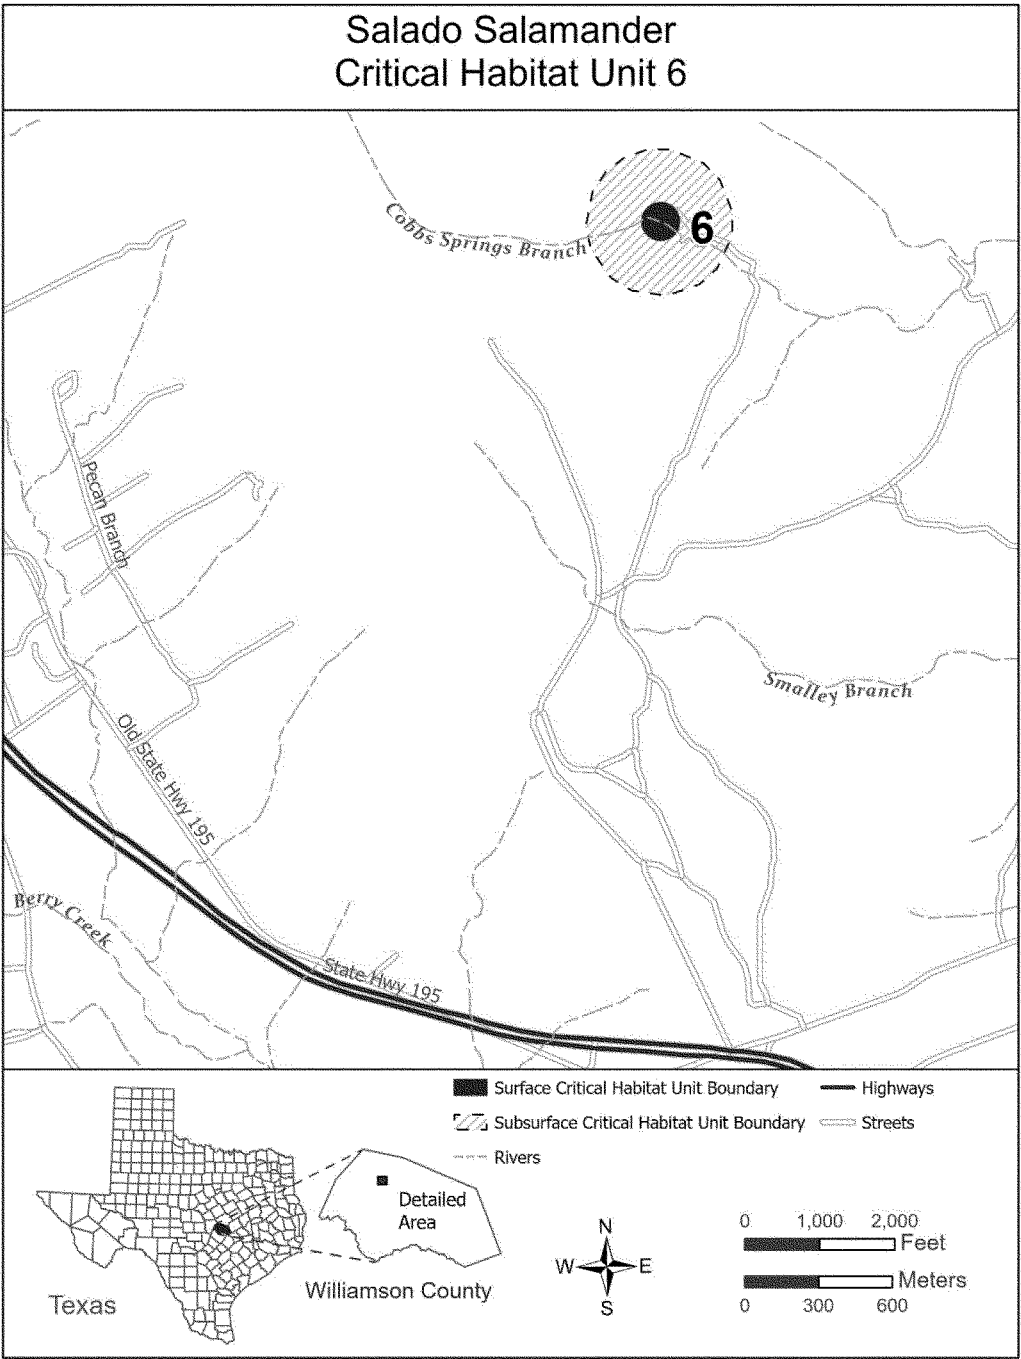 Salado Salamander
Critical Habitat Unit 6
6
Cobbs Springs Branch
Pecan Branch
Smalley Branch
Old State Hwy 195
Berry Creek
State Hwy 195
Surface Critical Habitat Unit Boundary
Highways
Subsurface Critical Habitat Unit Boundary
Streets
Rivers
Detailed
Area
Williamson County
Texas
N
W E
S
0 1,000 2,000
Feet
Meters
0 300 600